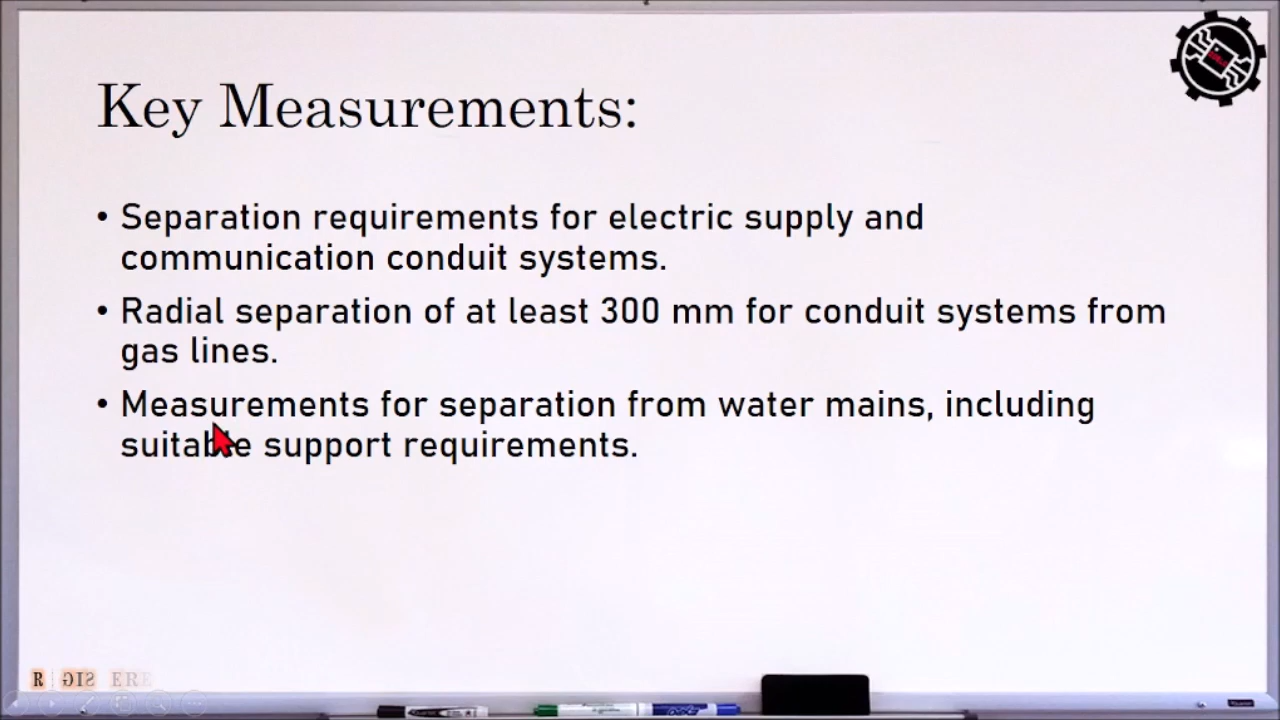 Key Measurements:
• Separation requirements for electric supply and
communication conduit systems.
• Radial separation of at least 300 mm for conduit systems from
gas lines.
• Measurements for separation from water mains, including
suitable support requirements.